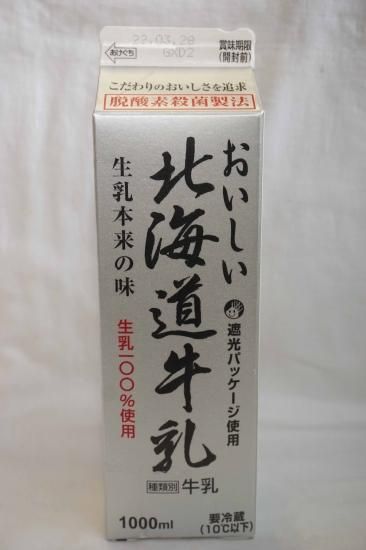 22.03.28
GXD2
賞味期限
(開封前)
あけぐち
こだわりのおいしさを追求
脱酸素殺菌製法
おいしい
北海道牛乳
生乳本来の味
遮光パッケージ使用
生乳一〇〇%使用
種類別 牛乳
1000ml
要冷蔵
(10℃以下)